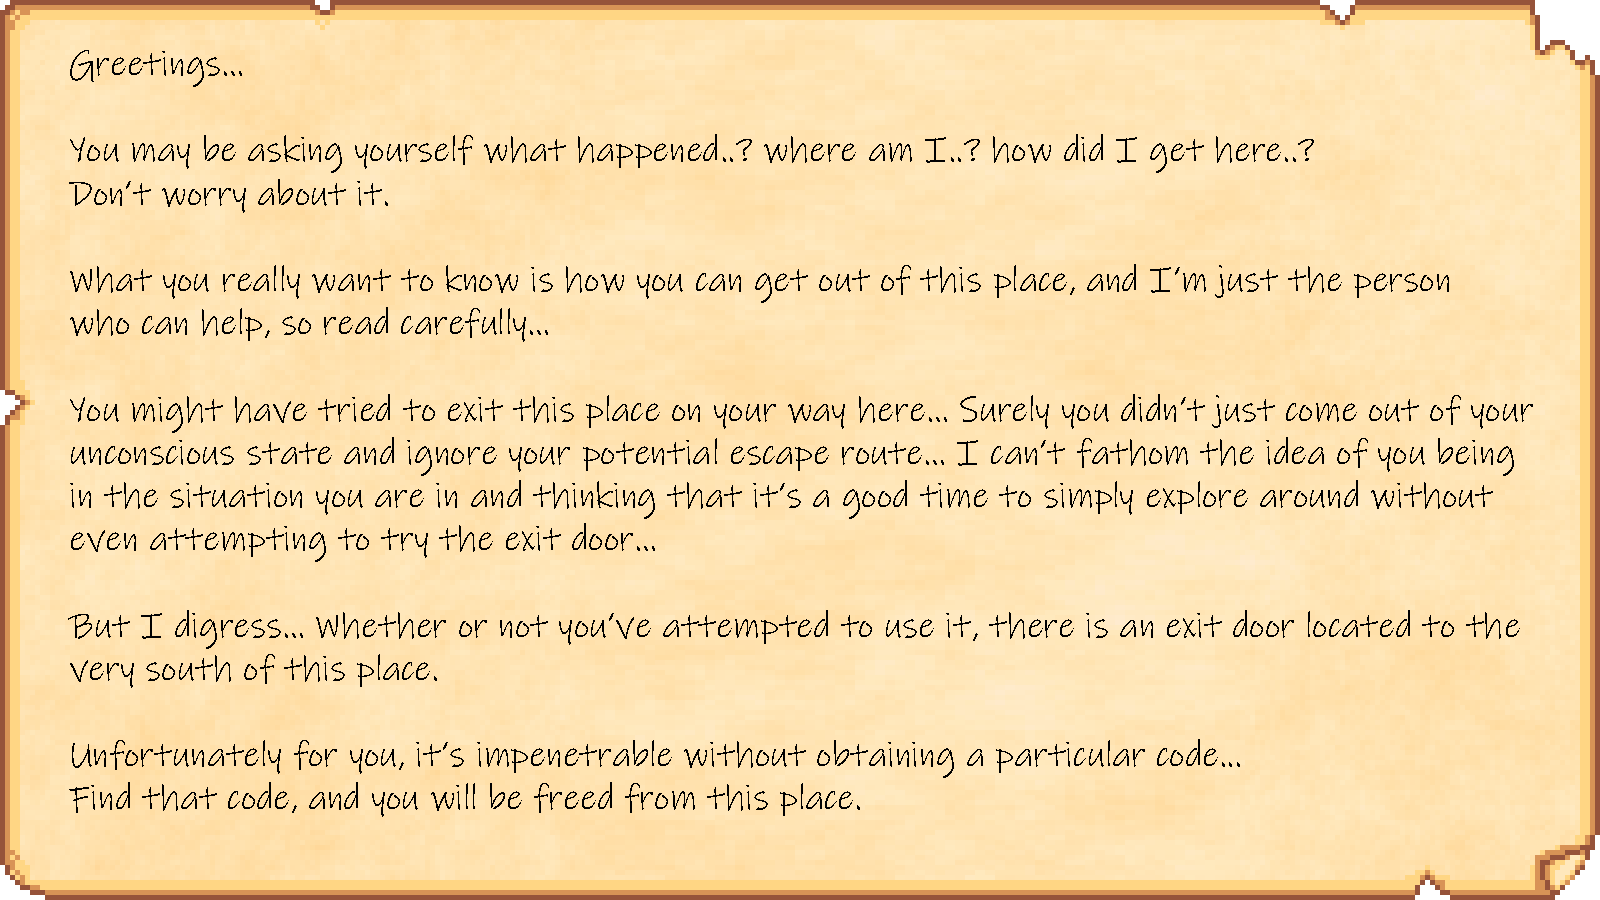 Greetings...
You may be asking yourself what happened..? where am I..? how did I get here..?
Don't worry about it.
What you really want to know is how you can get out of this place, and I'm just the person
who can help, so read carefully...
You might have tried to exit this place on your way here... Surely you didn't just come out of your
unconscious state and ignore your potential escape route... I can't fathom the idea of you being
in the situation you are in and thinking that it's a good time to simply explore around without
even attempting to try the exit door...
But I digress... Whether or not you've attempted to use it, there is an exit door located to the
very south of this place.
Unfortunately for you, it's impenetrable without obtaining a particular code...
Find that code, and you will be freed from this place.